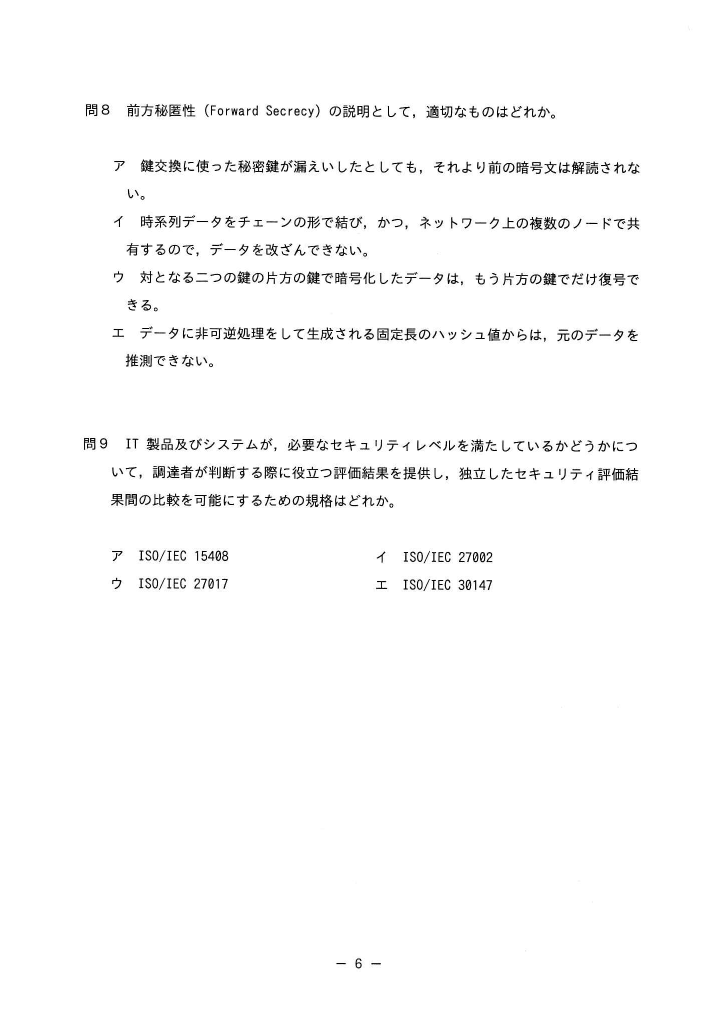 問８　前方秘匿性（Forward Secrecy）の説明として，適切なものはどれか。
ア　鍵交換に使った秘密鍵が漏えいしたとしても，それより前の暗号文は解読されな
い。
イ　時系列データをチェーンの形で結び，かつ，ネットワーク上の複数のノードで共
有するので，データを改ざんできない。
ウ　対となる二つの鍵の片方の鍵で暗号化したデータは，もう片方の鍵でだけ復号で
きる。
エ　データに非可逆処理をして生成される固定長のハッシュ値からは，元のデータを
推測できない。
問９　IT 製品及びシステムが，必要なセキュリティレベルを満たしているかどうかにつ
いて，調達者が判断する際に役立つ評価結果を提供し，独立したセキュリティ評価結
果間の比較を可能にするための規格はどれか。
ア　ISO/IEC 15408　イ　ISO/IEC 27002
ウ　ISO/IEC 27017　エ　ISO/IEC 30147
－ 6 －